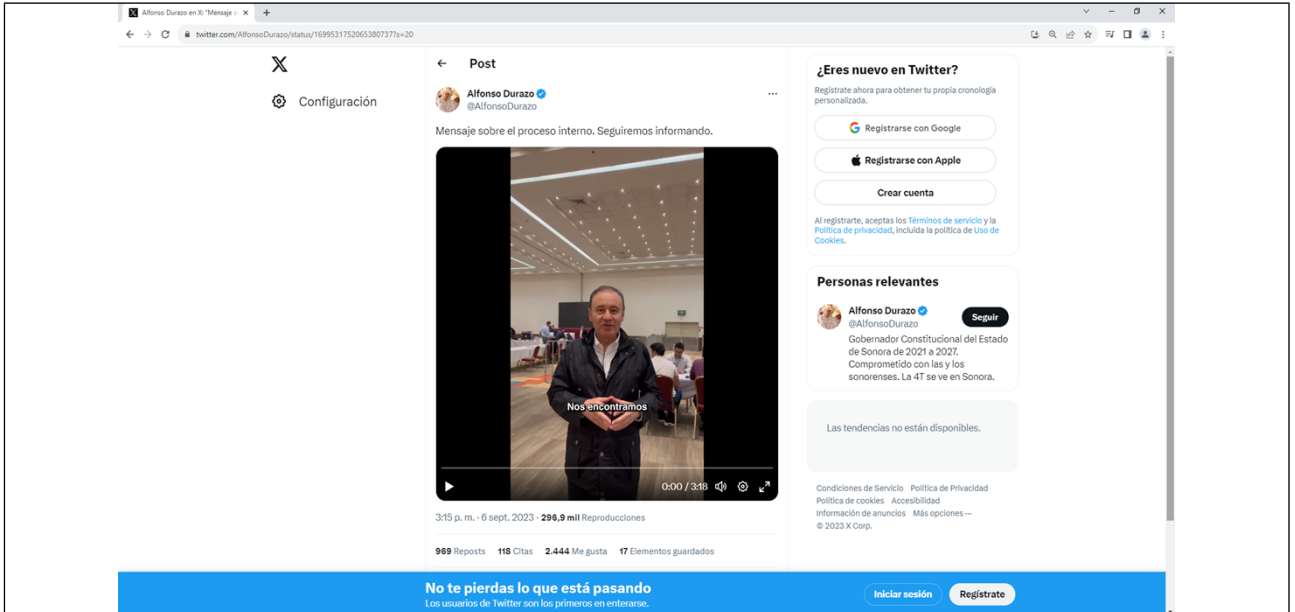 Alfonso Durazo en X: "Mensaje
twitter.com/AlfonsoDurazo/status/1699531752065380737?s=20
X
Configuración
Post
Alfonso Durazo
@AlfonsoDurazo
Mensaje sobre el proceso interno. Seguiremos informando.
Nos encontramos
0:00 / 3:18
3:15 p. m. · 6 sept. 2023 · 296,9 mil Reproducciones
969 Reposts 118 Citas 2.444 Me gusta 17 Elementos guardados
¿Eres nuevo en Twitter?
Regístrate ahora para obtener tu propia cronología
personalizada.
Registrarse con Google
Registrarse con Apple
Crear cuenta
Al registrarte, aceptas los Términos de servicio y la
Política de privacidad, incluida la política de Uso de
Cookies.
Personas relevantes
Alfonso Durazo
@AlfonsoDurazo
Seguir
Gobernador Constitucional del Estado
de Sonora de 2021 a 2027.
Comprometido con las y los
sonorenses. La 4T se ve en Sonora.
Las tendencias no están disponibles.
Condiciones de Servicio Política de Privacidad
Política de cookies Accesibilidad
Información de anuncios Más opciones ···
© 2023 X Corp.
No te pierdas lo que está pasando
Los usuarios de Twitter son los primeros en enterarse.
Iniciar sesión
Regístrate